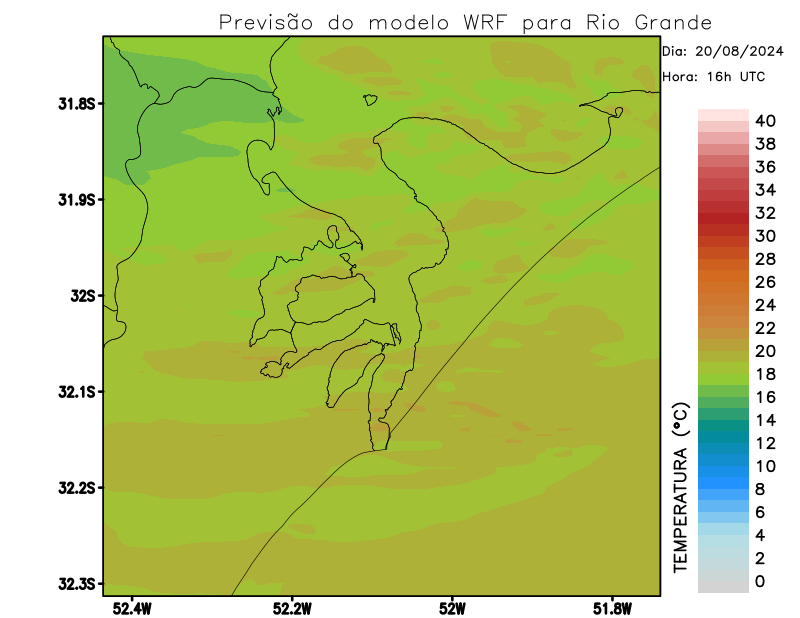 Previsão do modelo WRF para Rio Grande
Dia: 20/08/2024
Hora: 16h UTC
31.8S
31.9S
32S
32.1S
32.2S
32.3S
52.4W
52.2W
52W
51.8W
TEMPERATURA (°C)
40
38
36
34
32
30
28
26
24
22
20
18
16
14
12
10
8
6
4
2
0